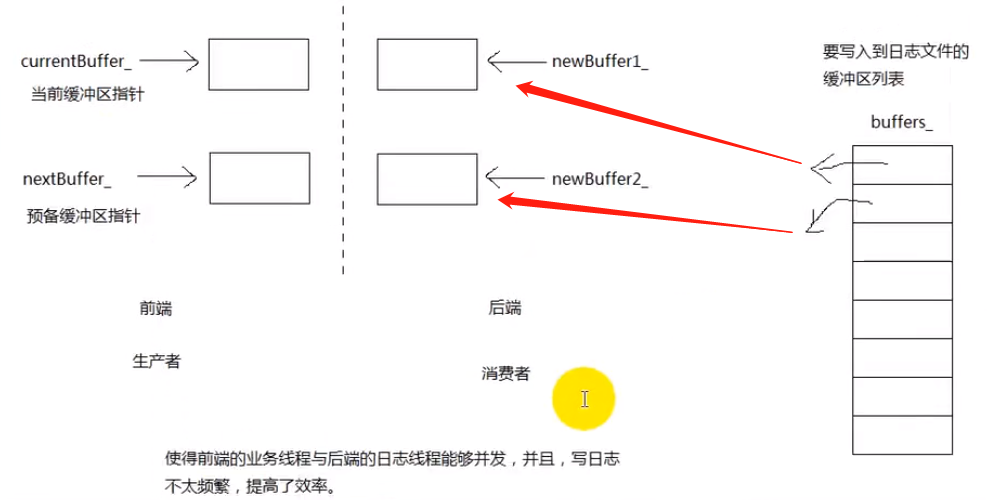 currentBuffer_
当前缓冲区指针
nextBuffer_
预备缓冲区指针
newBuffer1_
newBuffer2_
要写入到日志文件的
缓冲区列表
buffers_
前端
后端
生产者
消费者
使得前端的业务线程与后端的日志线程能够并发，并且，写日志
不太频繁，提高了效率。